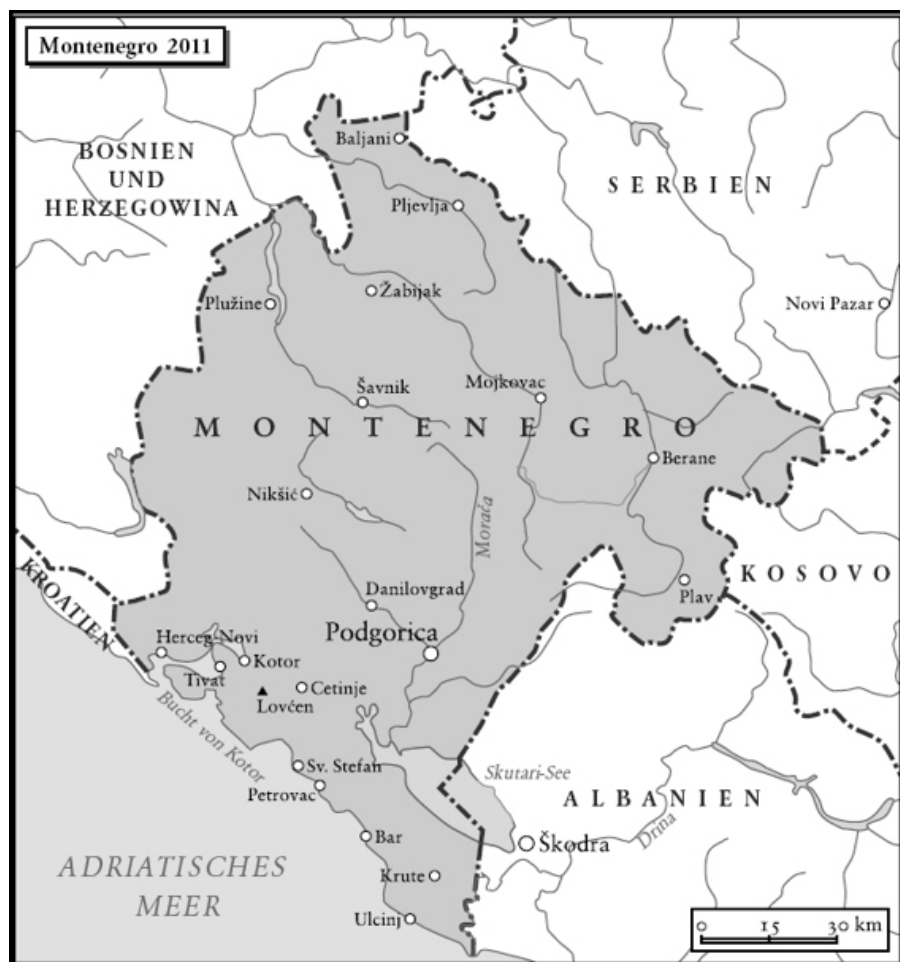 Montenegro 2011
BOSNIEN
UND
HERZEGOWINA
SERBIEN
Baljani
Pljevlja
Žabijak
Plužine
Novi Pazar
Šavnik
Mojkovac
MONTENEGRO
Berane
Nikšić
Morača
KROATIEN
KOSOVO
Danilovgrad
Plav
Podgorica
Herceg-Novi
Kotor
Tivat
Cetinje
Lovćen
Bucht von Kotor
Sv. Stefan
Skutari-See
Petrovac
ALBANIEN
Bar
Škodra
Drina
ADRIATISCHES
MEER
Krute
Ulcinj
0 15 30 km